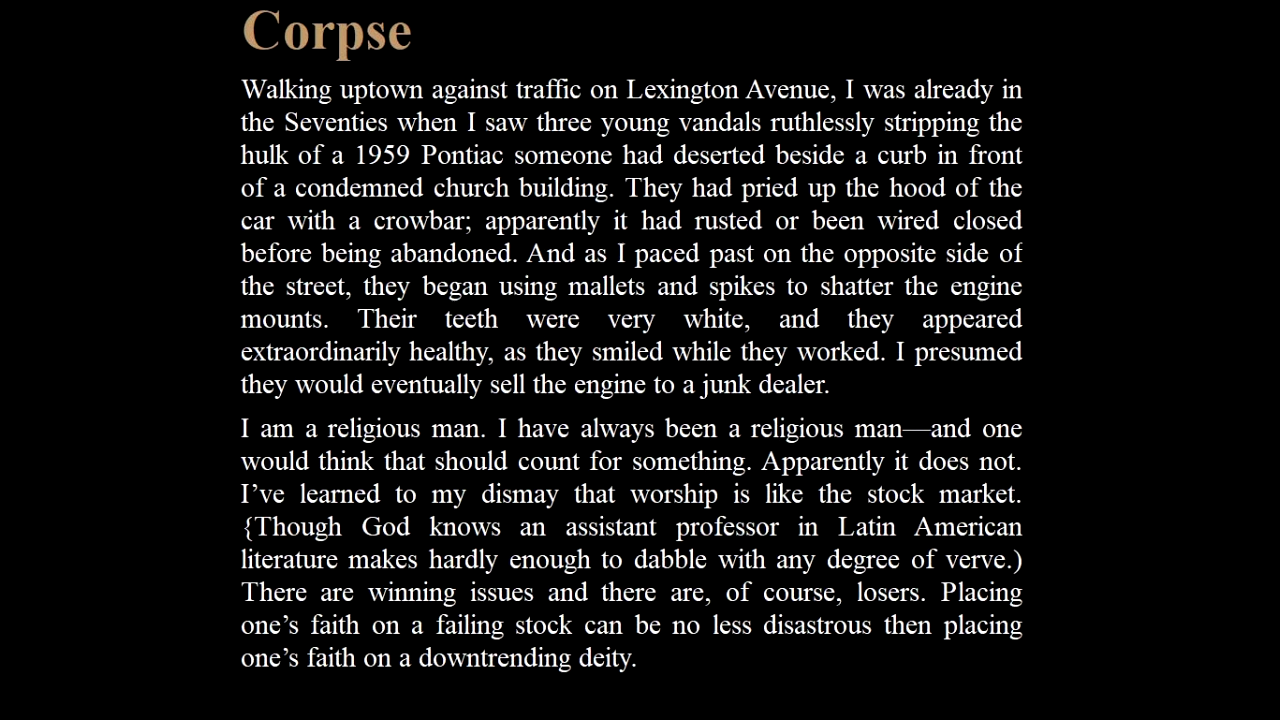 Corpse
Walking uptown against traffic on Lexington Avenue, I was already in
the Seventies when I saw three young vandals ruthlessly stripping the
hulk of a 1959 Pontiac someone had deserted beside a curb in front
of a condemned church building. They had pried up the hood of the
car with a crowbar; apparently it had rusted or been wired closed
before being abandoned. And as I paced past on the opposite side of
the street, they began using mallets and spikes to shatter the engine
mounts. Their teeth were very white, and they appeared
extraordinarily healthy, as they smiled while they worked. I presumed
they would eventually sell the engine to a junk dealer.
I am a religious man. I have always been a religious man—and one
would think that should count for something. Apparently it does not.
I’ve learned to my dismay that worship is like the stock market.
{Though God knows an assistant professor in Latin American
literature makes hardly enough to dabble with any degree of verve.)
There are winning issues and there are, of course, losers. Placing
one’s faith on a failing stock can be no less disastrous then placing
one’s faith on a downtrending deity.